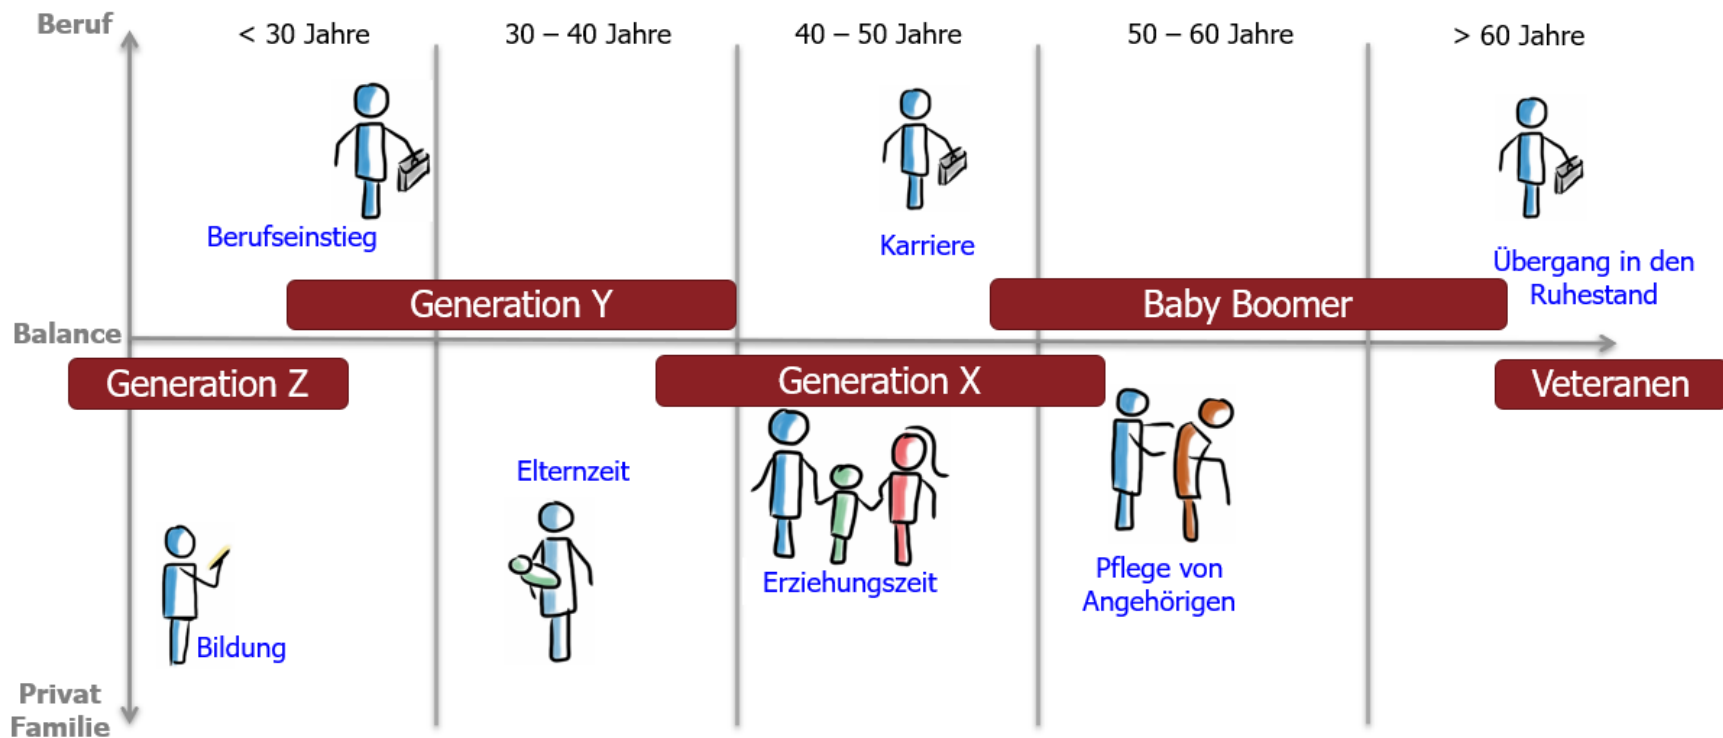 Beruf
< 30 Jahre
30 – 40 Jahre
40 – 50 Jahre
50 – 60 Jahre
> 60 Jahre
Berufseinstieg
Karriere
Übergang in den
Ruhestand
Generation Y
Baby Boomer
Balance
Generation Z
Generation X
Veteranen
Elternzeit
Erziehungszeit
Pflege von
Angehörigen
Bildung
Privat
Familie